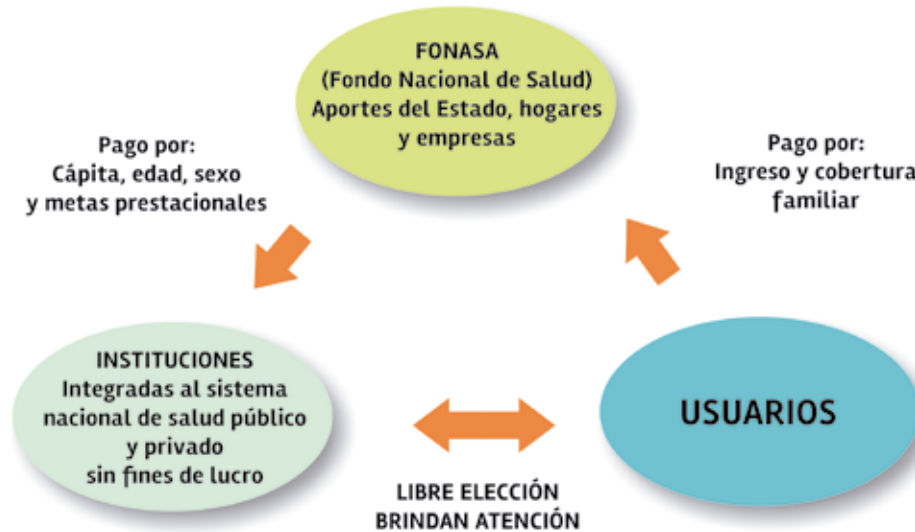 FONASA
(Fondo Nacional de Salud)
Aportes del Estado, hogares
y empresas
Pago por:
Cápita, edad, sexo
y metas prestacionales
Pago por:
Ingreso y cobertura
familiar
INSTITUCIONES
Integradas al sistema
nacional de salud público
y privado
sin fines de lucro
USUARIOS
LIBRE ELECCIÓN
BRINDAN ATENCIÓN